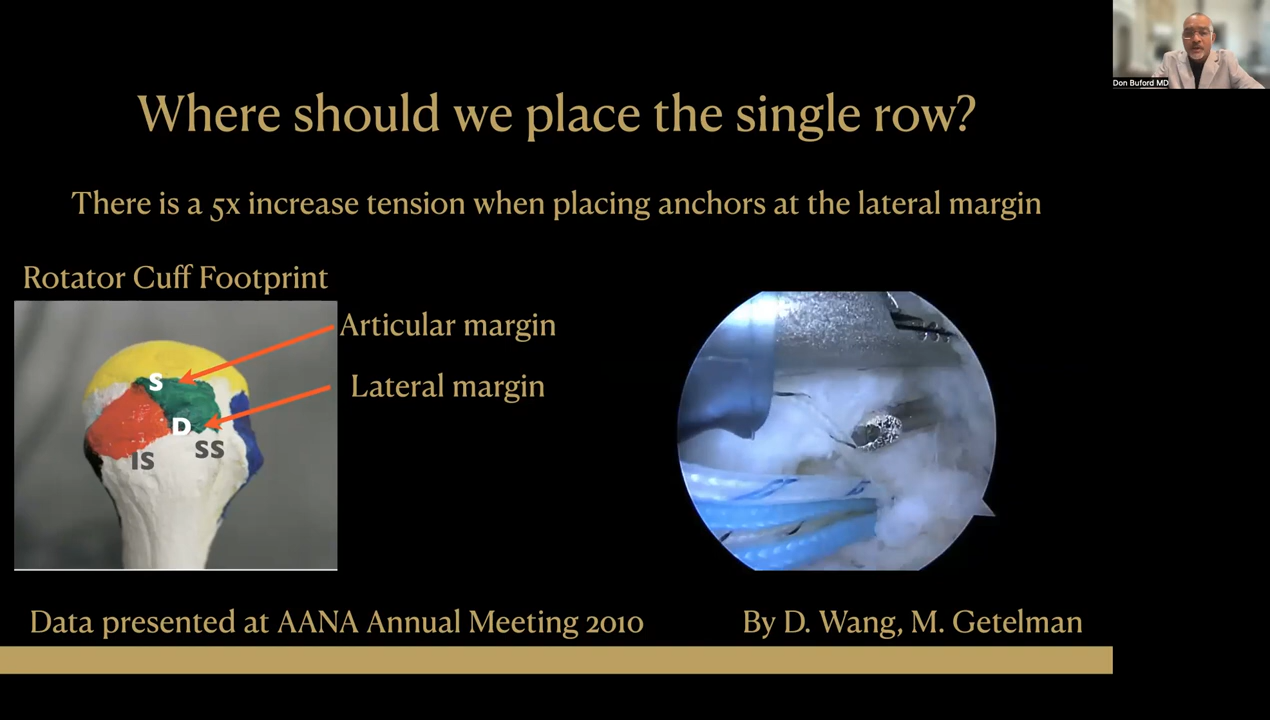 Don Buford MD
Where should we place the single row?
There is a 5x increase tension when placing anchors at the lateral margin
Rotator Cuff Footprint
Articular margin
Lateral margin
S
D
SS
IS
Data presented at AANA Annual Meeting 2010
By D. Wang, M. Getelman